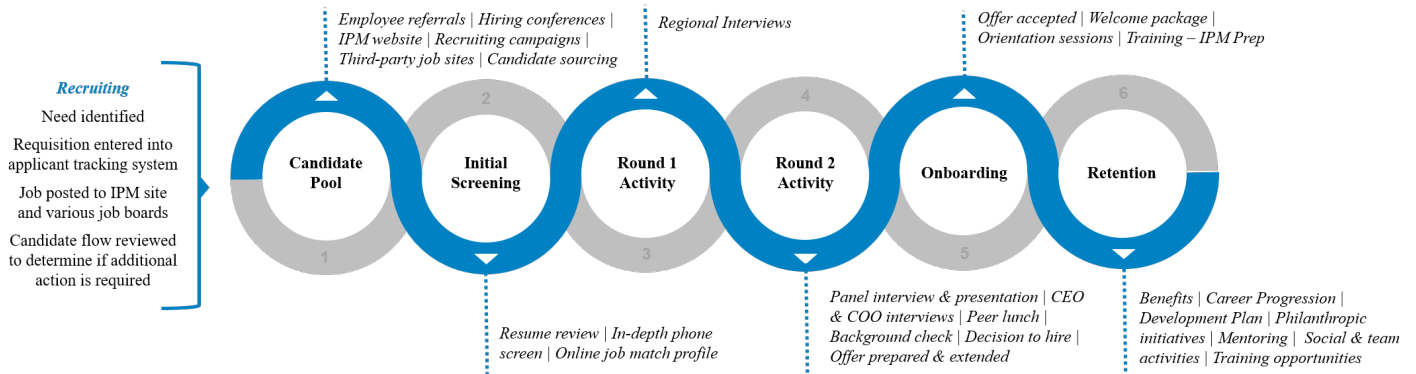 Recruiting
Need identified
Requisition entered into
applicant tracking system
Job posted to IPM site
and various job boards
Candidate flow reviewed
to determine if additional
action is required
Employee referrals | Hiring conferences |
IPM website | Recruiting campaigns |
Third-party job sites | Candidate sourcing
Candidate
Pool
1
2
Initial
Screening
Resume review | In-depth phone
screen | Online job match profile
Regional Interviews
Round 1
Activity
3
4
Round 2
Activity
Panel interview & presentation | CEO
& COO interviews | Peer lunch |
Background check | Decision to hire |
Offer prepared & extended
Offer accepted | Welcome package |
Orientation sessions | Training – IPM Prep
Onboarding
5
6
Retention
Benefits | Career Progression |
Development Plan | Philanthropic
initiatives | Mentoring | Social & team
activities | Training opportunities